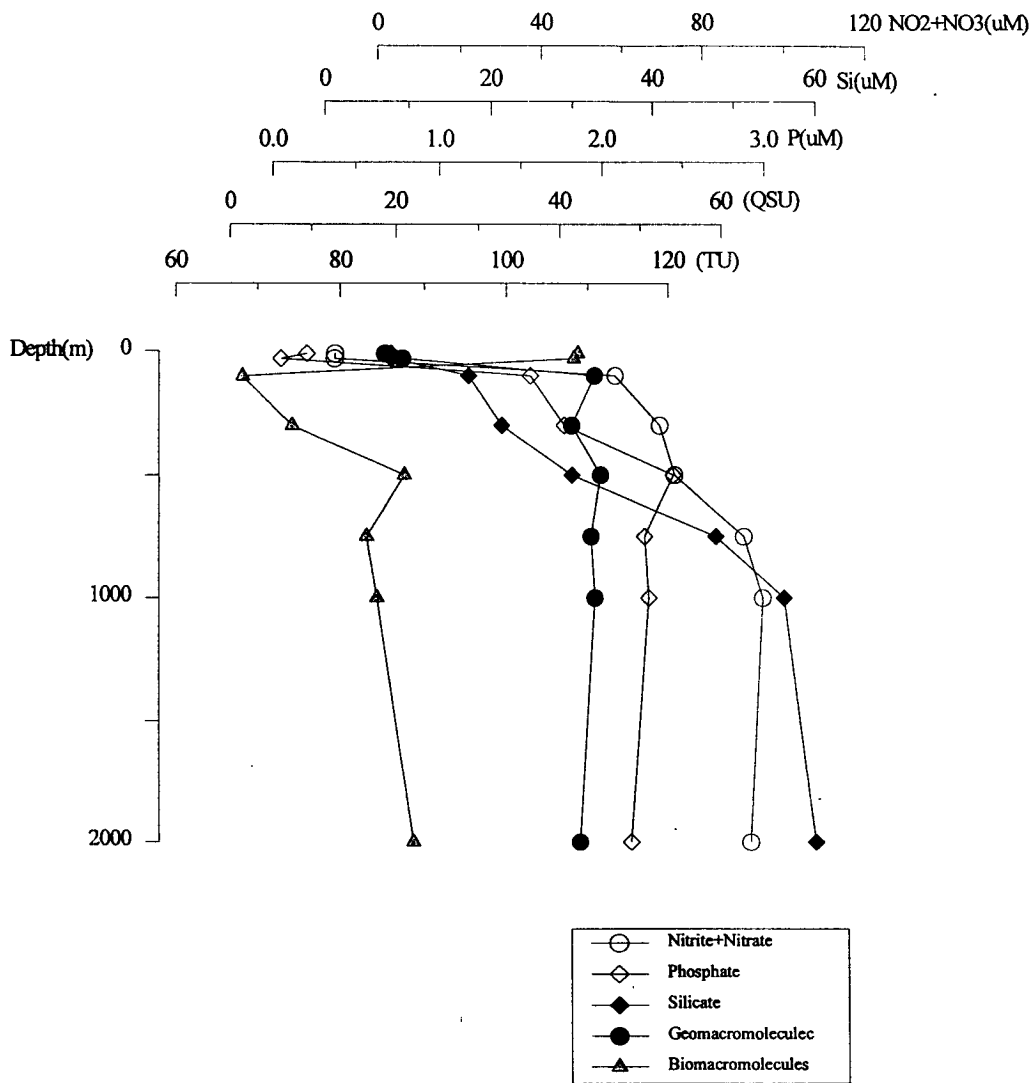 0 40 80 120 NO2+NO3(uM)
0 20 40 60 Si(uM)
0.0 1.0 2.0 3.0 P(uM)
0 20 40 60 (QSU)
60 80 100 120 (TU)
Depth(m) 0
1000
2000
Nitrite+Nitrate
Phosphate
Silicate
Geomacromoleculec
Biomacromolecules